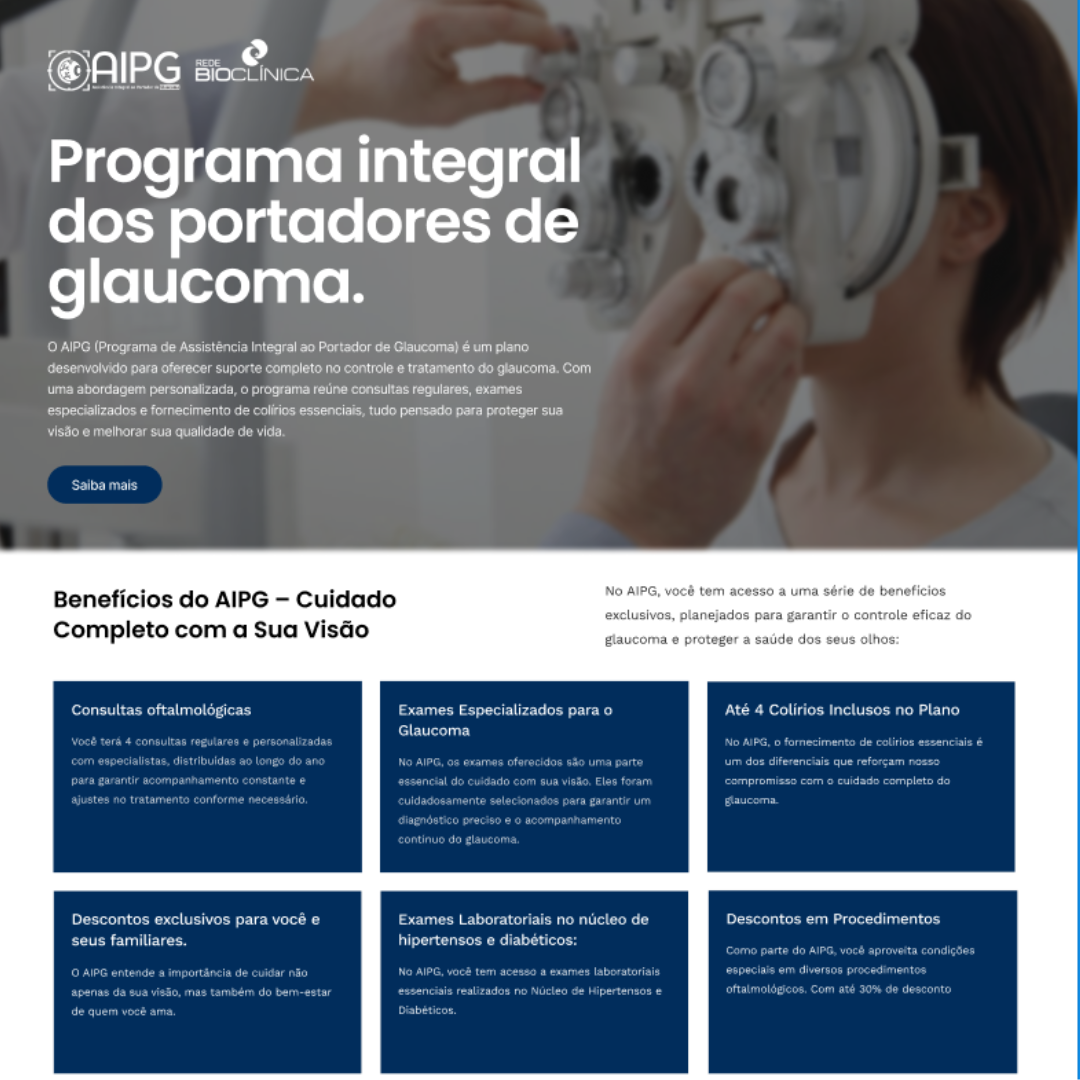 AIPG
REDE
BIOCLÍNICA
Programa integral
dos portadores de
glaucoma.
O AIPG (Programa de Assistência Integral ao Portador de Glaucoma) é um plano
desenvolvido para oferecer suporte completo no controle e tratamento do glaucoma. Com
uma abordagem personalizada, o programa reúne consultas regulares, exames
especializados e fornecimento de colírios essenciais, tudo pensado para proteger sua
visão e melhorar sua qualidade de vida.
Saiba mais
Benefícios do AIPG – Cuidado
Completo com a Sua Visão
No AIPG, você tem acesso a uma série de benefícios
exclusivos, planejados para garantir o controle eficaz do
glaucoma e proteger a saúde dos seus olhos:
Consultas oftalmológicas
Você terá 4 consultas regulares e personalizadas
com especialistas, distribuídas ao longo do ano
para garantir acompanhamento constante e
ajustes no tratamento conforme necessário.
Exames Especializados para o
Glaucoma
No AIPG, os exames oferecidos são uma parte
essencial do cuidado com sua visão. Eles foram
cuidadosamente selecionados para garantir um
diagnóstico preciso e o acompanhamento
contínuo do glaucoma.
Até 4 Colírios Inclusos no Plano
No AIPG, o fornecimento de colírios essenciais é
um dos diferenciais que reforçam nosso
compromisso com o cuidado completo do
glaucoma.
Descontos exclusivos para você e
seus familiares.
O AIPG entende a importância de cuidar não
apenas da sua visão, mas também do bem-estar
de quem você ama.
Exames Laboratoriais no núcleo de
hipertensos e diabéticos:
No AIPG, você tem acesso a exames laboratoriais
essenciais realizados no Núcleo de Hipertensos e
Diabéticos.
Descontos em Procedimentos
Como parte do AIPG, você aproveita condições
especiais em diversos procedimentos
oftalmológicos. Com até 30% de desconto